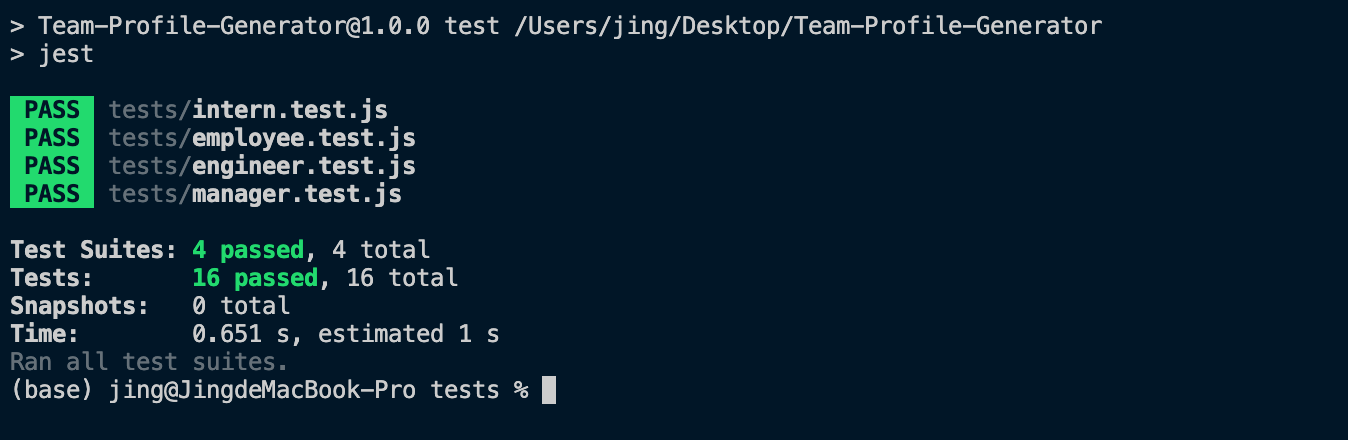 > Team-Profile-Generator@1.0.0 test /Users/jing/Desktop/Team-Profile-Generator
> jest
PASS tests/intern.test.js
PASS tests/employee.test.js
PASS tests/engineer.test.js
PASS tests/manager.test.js
Test Suites: 4 passed, 4 total
Tests: 16 passed, 16 total
Snapshots: 0 total
Time: 0.651 s, estimated 1 s
Ran all test suites.
(base) jing@JingdeMacBook-Pro tests %